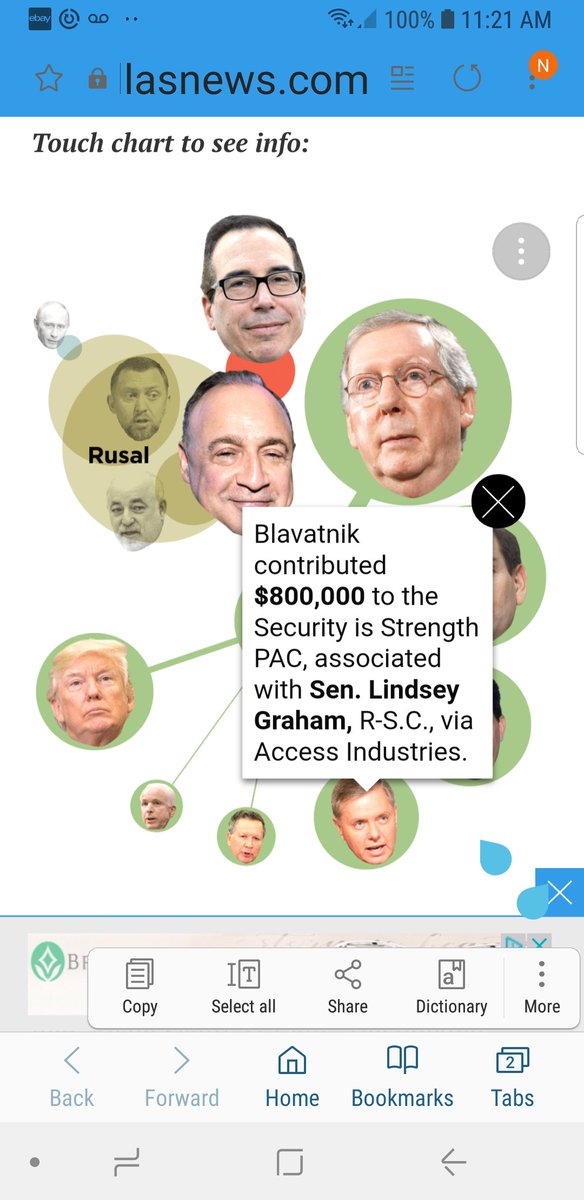 ebay 100% 11:21 AM
lasnews.com N
Touch chart to see info:
Rusal
Blavatnik
contributed
$800,000 to the
Security is Strength
PAC, associated
with Sen. Lindsey
Graham, R-S.C., via
Access Industries.
Copy Select all Share Dictionary More
2
Back Forward Home Bookmarks Tabs